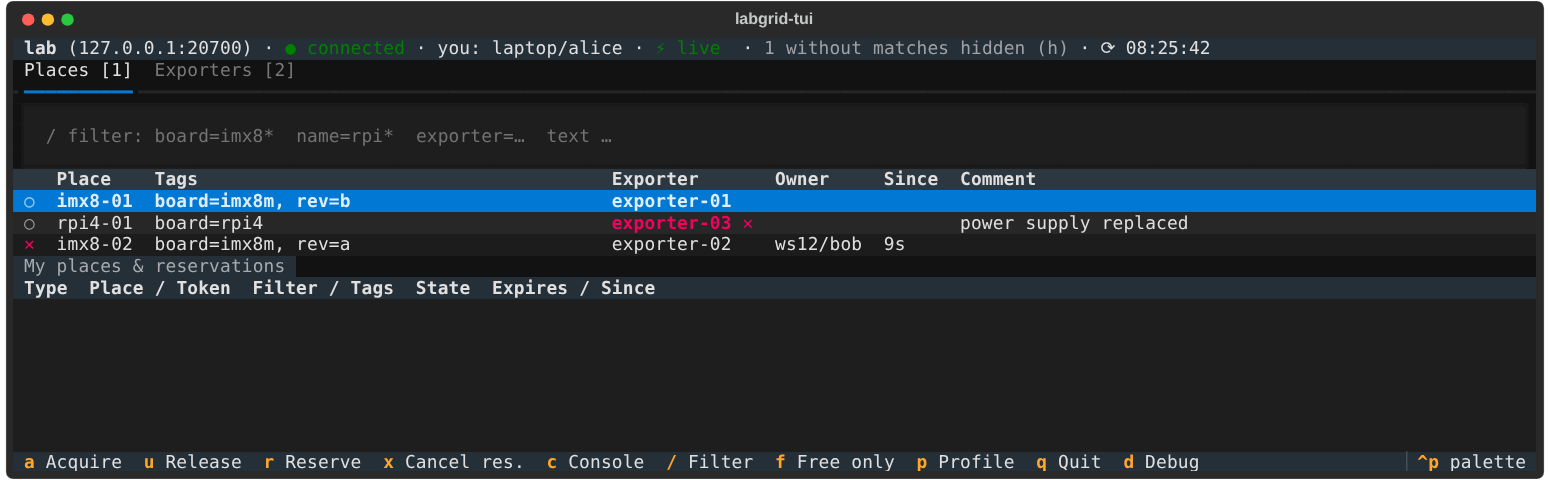 labgrid-tui
lab (127.0.0.1:20700) · ● connected · you: laptop/alice · ⚡ live · 1 without matches hidden (h) · ⟳ 08:25:42
Places [1] Exporters [2]
/ filter: board=imx8* name=rpi* exporter=… text …
Place Tags Exporter Owner Since Comment
○ imx8-01 board=imx8m, rev=b exporter-01
○ rpi4-01 board=rpi4 exporter-03 × power supply replaced
× imx8-02 board=imx8m, rev=a exporter-02 ws12/bob 9s
My places & reservations
Type Place / Token Filter / Tags State Expires / Since
a Acquire u Release r Reserve x Cancel res. c Console / Filter f Free only p Profile q Quit d Debug ^p palette